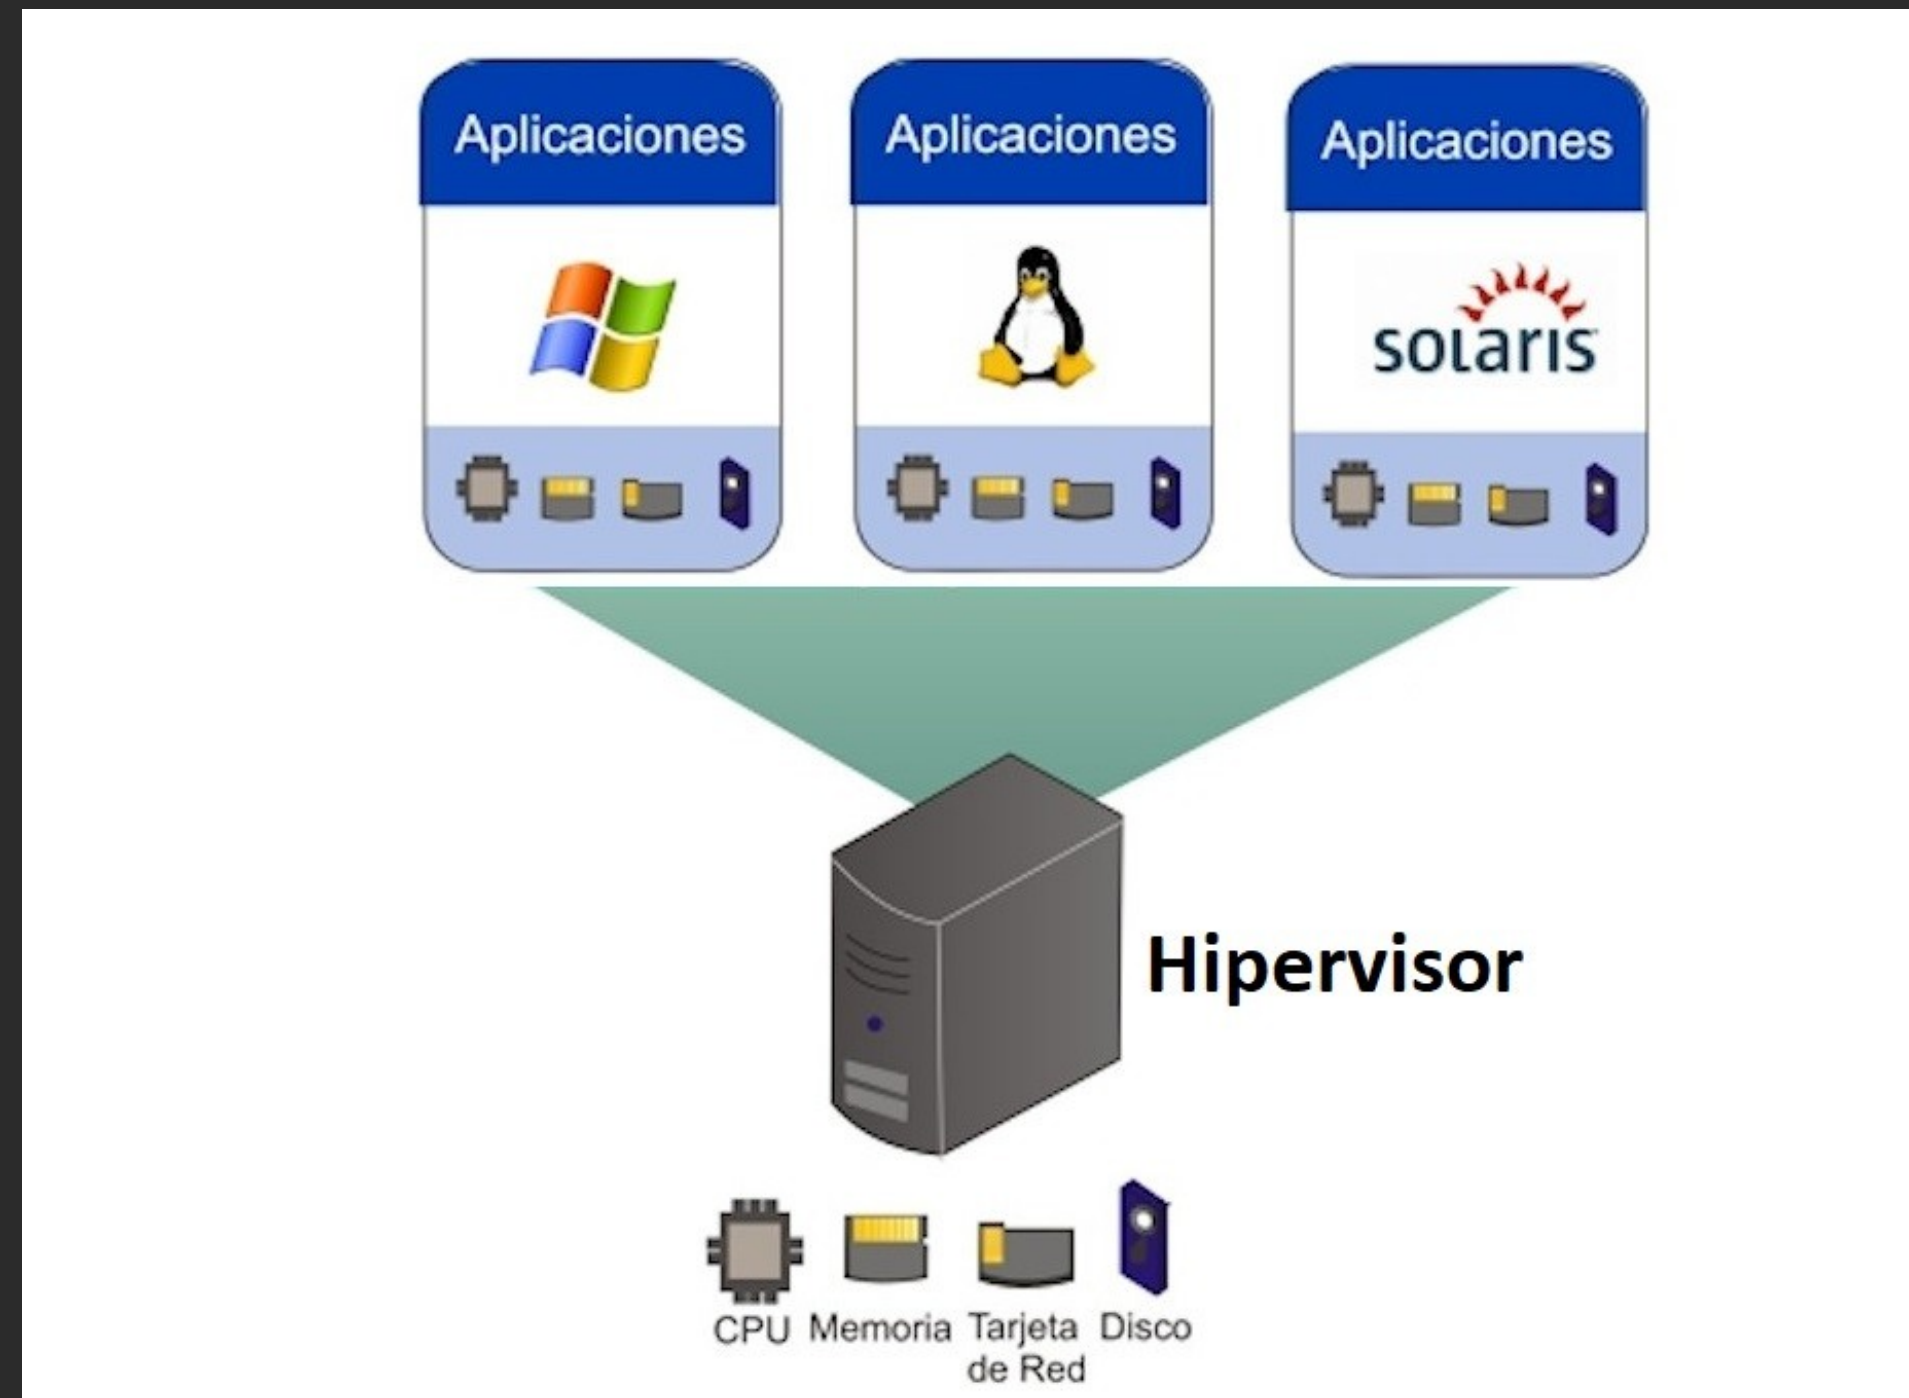 Aplicaciones
Aplicaciones
Aplicaciones
solaris
Hipervisor
CPU Memoria Tarjeta de Red Disco